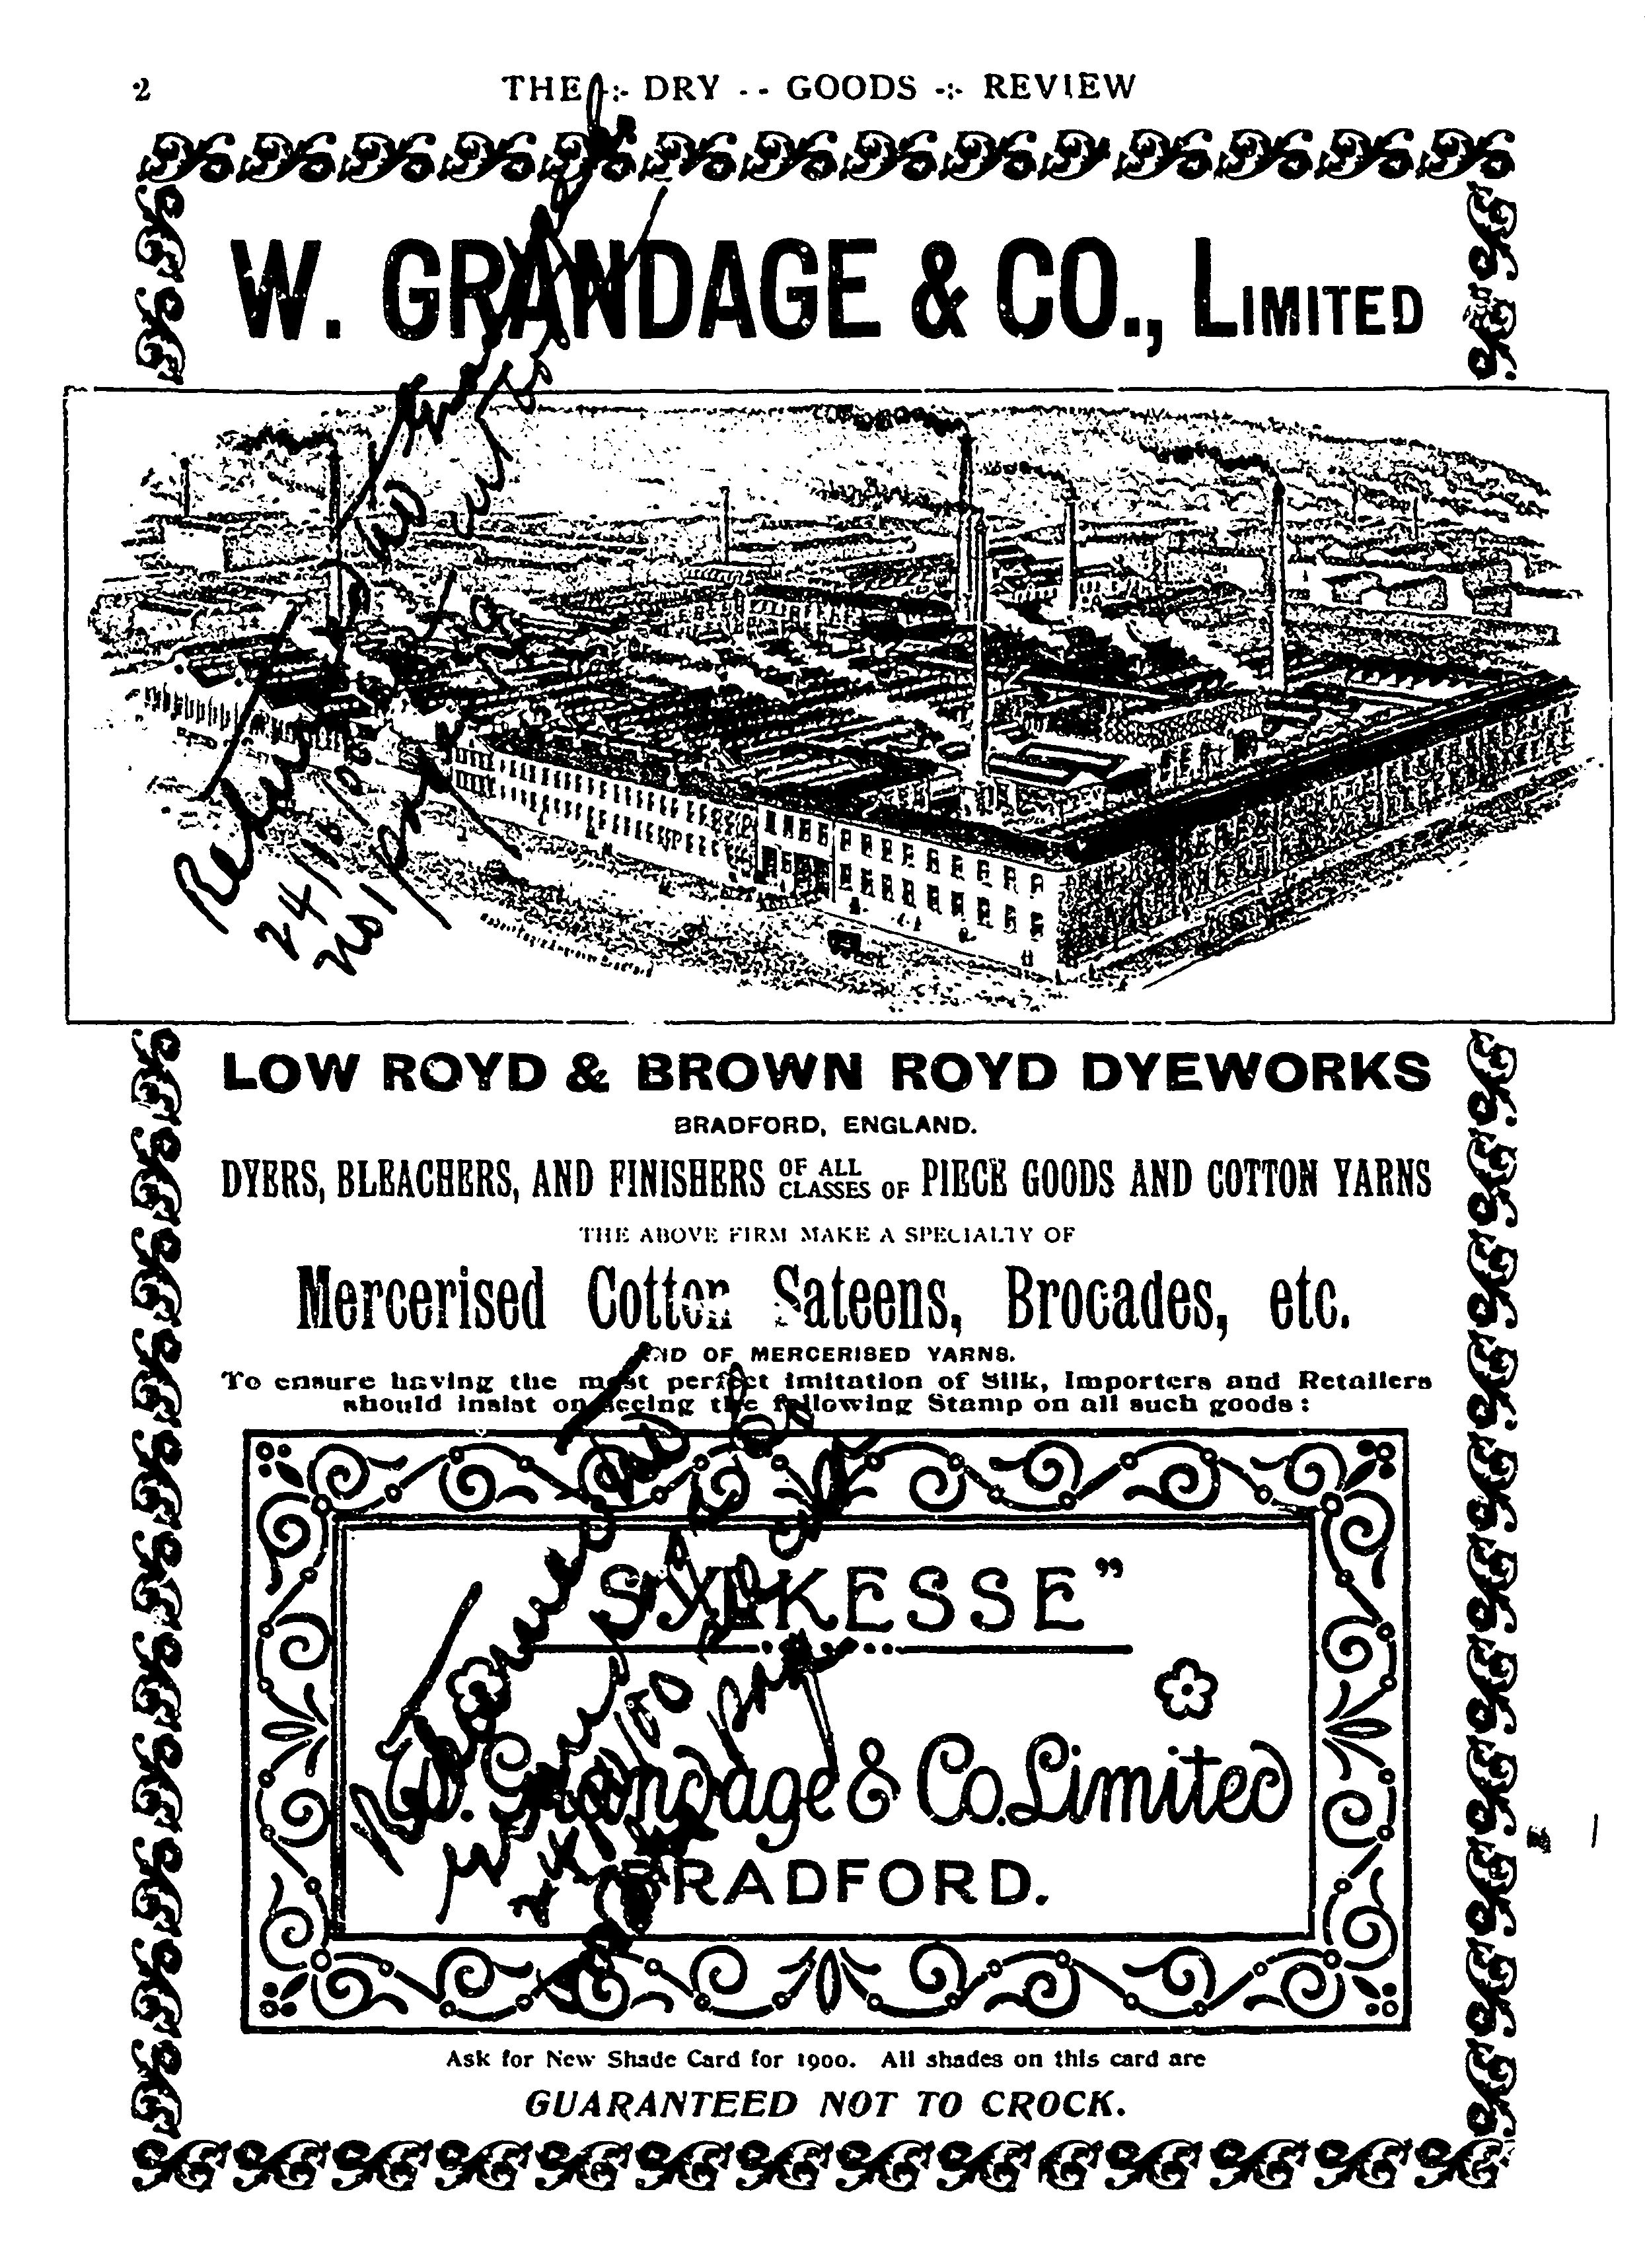 2
THE -:- DRY -- GOODS -:- REVIEW
W. GRANDAGE & CO., LIMITED
LOW ROYD & BROWN ROYD DYEWORKS
BRADFORD, ENGLAND.
DYERS, BLEACHERS, AND FINISHERS OF ALL CLASSES OF PIECE GOODS AND COTTON YARNS
THE ABOVE FIRM MAKE A SPECIALTY OF
Mercerised Cotton Sateens, Brocades, etc.
AND OF MERCERISED YARNS.
To ensure having the most perfect imitation of Silk, Importers and Retailers
should insist on seeing the following Stamp on all such goods:
SYLKESSE"
W. Grandage & Co. Limited
BRADFORD.
Ask for New Shade Card for 1900. All shades on this card are
GUARANTEED NOT TO CROCK.